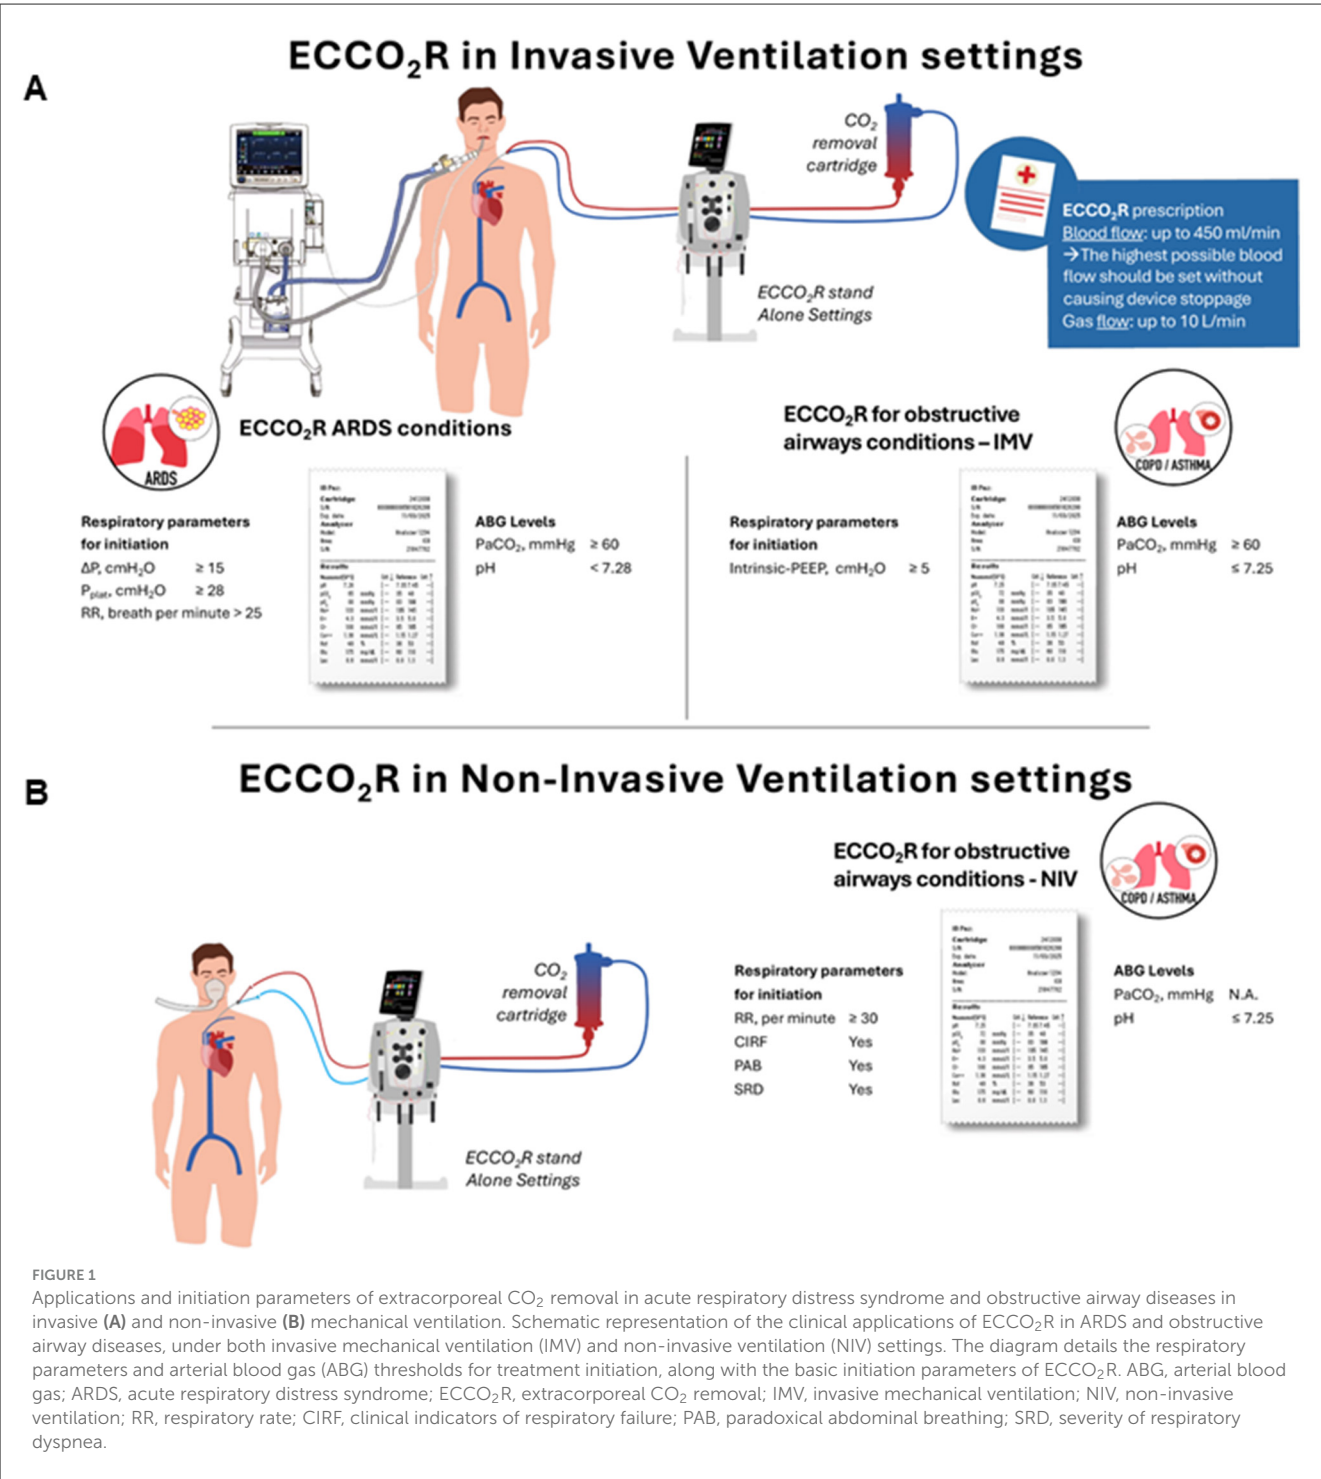 ECCO₂R in Invasive Ventilation settings
A
CO₂
removal
cartridge
ECCO₂R prescription
Blood flow: up to 450 ml/min
→The highest possible blood
flow should be set without
causing device stoppage
Gas flow: up to 10 L/min
ECCO₂R stand
Alone Settings
ARDS
ECCO₂R ARDS conditions
Respiratory parameters
for initiation
ΔP, cmH₂O ≥ 15
Pplat, cmH₂O ≥ 28
RR, breath per minute > 25
Cartridge
Analyser
Results
ABG Levels
PaCO₂, mmHg ≥ 60
pH < 7.28
ECCO₂R for obstructive
airways conditions – IMV
COPD / ASTHMA
Respiratory parameters
for initiation
Intrinsic-PEEP, cmH₂O ≥ 5
Cartridge
Analyser
Results
ABG Levels
PaCO₂, mmHg ≥ 60
pH ≤ 7.25
B
ECCO₂R in Non-Invasive Ventilation settings
ECCO₂R for obstructive
airways conditions - NIV
COPD / ASTHMA
CO₂
removal
cartridge
ECCO₂R stand
Alone Settings
Respiratory parameters
for initiation
RR, per minute ≥ 30
CIRF Yes
PAB Yes
SRD Yes
Cartridge
Analyser
Results
ABG Levels
PaCO₂, mmHg N.A.
pH ≤ 7.25
FIGURE 1
Applications and initiation parameters of extracorporeal CO₂ removal in acute respiratory distress syndrome and obstructive airway diseases in
invasive (A) and non-invasive (B) mechanical ventilation. Schematic representation of the clinical applications of ECCO₂R in ARDS and obstructive
airway diseases, under both invasive mechanical ventilation (IMV) and non-invasive ventilation (NIV) settings. The diagram details the respiratory
parameters and arterial blood gas (ABG) thresholds for treatment initiation, along with the basic initiation parameters of ECCO₂R. ABG, arterial blood
gas; ARDS, acute respiratory distress syndrome; ECCO₂R, extracorporeal CO₂ removal; IMV, invasive mechanical ventilation; NIV, non-invasive
ventilation; RR, respiratory rate; CIRF, clinical indicators of respiratory failure; PAB, paradoxical abdominal breathing; SRD, severity of respiratory
dyspnea.